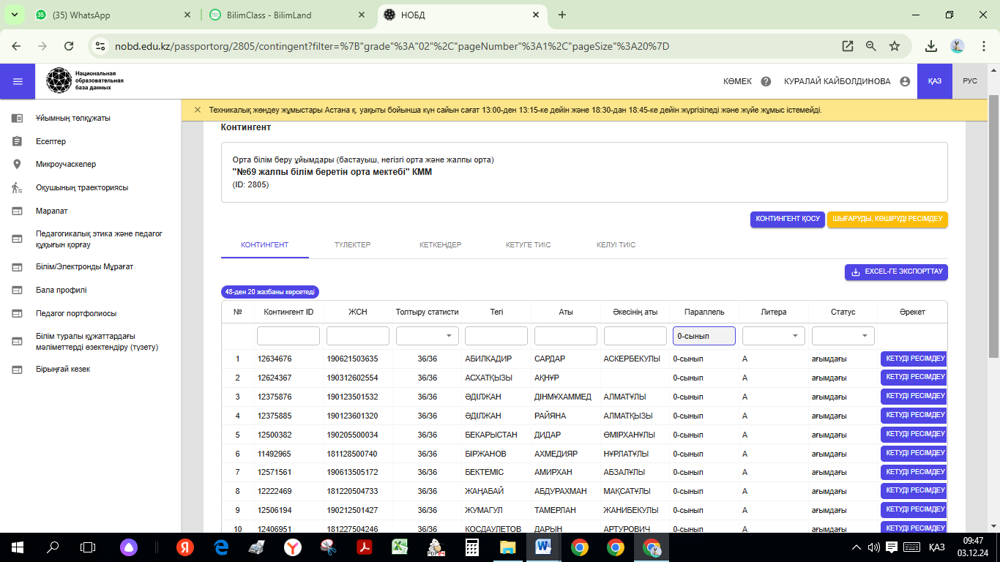 (35) WhatsApp
BilimClass - BilimLand
НОБД
nobd.edu.kz/passportorg/2805/contingent?filter=%7B"grade"%3A"02"%2C"pageNumber"%3A1%2C"pageSize"%3A20%7D
Национальная
образовательная
база данных
КӨМЕК
КУРАЛАЙ КАЙБОЛДИНОВА
ҚАЗ
РУС
Техникалық жөндеу жұмыстары Астана қ. уақыты бойынша күн сайын сағат 13:00-ден 13:15-ке дейін және 18:30-дан 18:45-ке дейін жүргізіледі және жүйе жұмыс істемейді.
Ұйымның төлқұжаты
Есептер
Микроучаскелер
Оқушының траекториясы
Марапат
Педагогикалық этика және педагог
құқығын қорғау
Білім/Электронды Мұрағат
Бала профилі
Педагог портфолиосы
Білім туралы құжаттардағы
мәліметтерді өзектендіру (түзету)
Бірыңғай кезек
Контингент
Орта білім беру ұйымдары (бастауыш, негізгі орта және жалпы орта)
"№69 жалпы білім беретін орта мектебі" КММ
(ID: 2805)
КОНТИНГЕНТ ҚОСУ
ШЫҒАРУДЫ, КӨШІРУДІ РЕСІМДЕУ
КОНТИНГЕНТ ТҮЛЕКТЕР КЕТКЕНДЕР КЕТУГЕ ТИІС КЕЛУІ ТИІС
EXCEL-ГЕ ЭКСПОРТТАУ
48-ден 20 жазбаны көрсетеді
№ Контингент ID ЖСН Толтыру статисти Тегі Аты Әкесінің аты Параллель Литера Статус Әрекет
0-сынып
1 12634676 190621503635 36/36 АБИЛКАДИР САРДАР АСКЕРБЕКУЛЫ 0-сынып А ағымдағы КЕТУДІ РЕСІМДЕУ
2 12624367 190312602554 36/36 АСХАТҚЫЗЫ АҚНҰР 0-сынып А ағымдағы КЕТУДІ РЕСІМДЕУ
3 12375876 190123501532 36/36 ӘДІЛЖАН ДІНМҰХАММЕД АЛМАТҰЛЫ 0-сынып А ағымдағы КЕТУДІ РЕСІМДЕУ
4 12375885 190123601320 36/36 ӘДІЛЖАН РАЙЯНА АЛМАТҚЫЗЫ 0-сынып А ағымдағы КЕТУДІ РЕСІМДЕУ
5 12500382 190205500034 36/36 БЕКАРЫСТАН ДИДАР ӨМІРХАНҰЛЫ 0-сынып А ағымдағы КЕТУДІ РЕСІМДЕУ
6 11492965 181128500740 36/36 БІРЖАНОВ АХМЕДИЯР НҰРЛАТҰЛЫ 0-сынып А ағымдағы КЕТУДІ РЕСІМДЕУ
7 12571561 190613505172 36/36 БЕКТЕМІС АМИРХАН АБЗАЛҰЛЫ 0-сынып А ағымдағы КЕТУДІ РЕСІМДЕУ
8 12222469 181220504733 36/36 ЖАҢАБАЙ АБДУРАХМАН МАҚСАТҰЛЫ 0-сынып А ағымдағы КЕТУДІ РЕСІМДЕУ
9 12506194 190212501427 36/36 ЖУМАГУЛ ТАМЕРЛАН ЖАНИБЕКУЛЫ 0-сынып А ағымдағы КЕТУДІ РЕСІМДЕУ
10 12406951 181227504246 36/36 КОСДАУЛЕТОВ ДАРЫН АРТУРОВИЧ 0-сынып А ағымдағы КЕТУДІ РЕСІМДЕУ
ҚАЗ
09:47
03.12.24